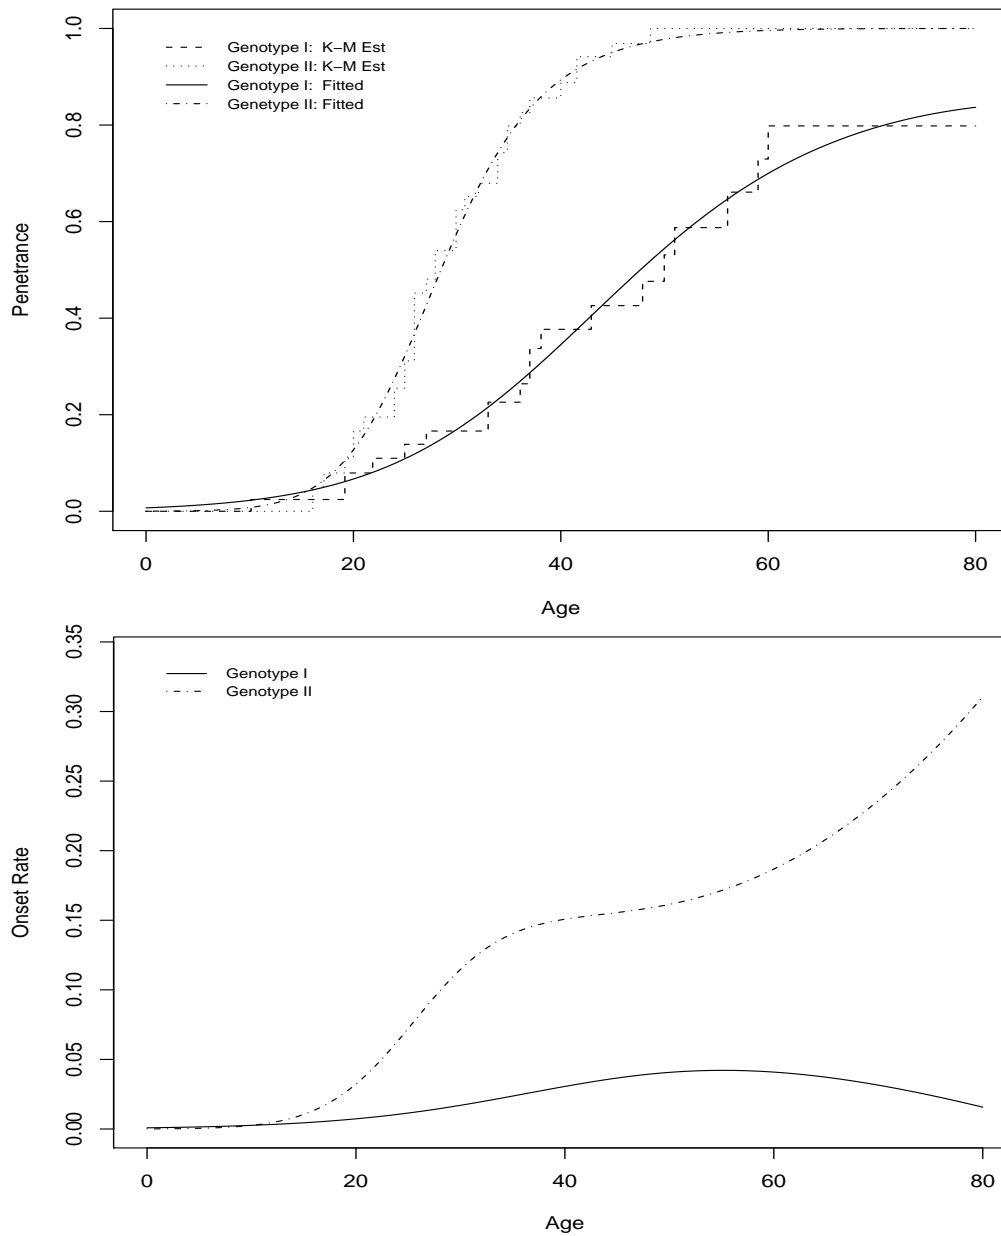 Genotype I: K−M Est
Genotype II: K−M Est
Genotype I: Fitted
Genetype II: Fitted
1.0
0.8
0.6
0.4
0.2
0.0
Penetrance
0 20 40 60 80
Age
Genotype I
Genotype II
0.35
0.30
0.25
0.20
0.15
0.10
0.05
0.00
Onset Rate
0 20 40 60 80
Age